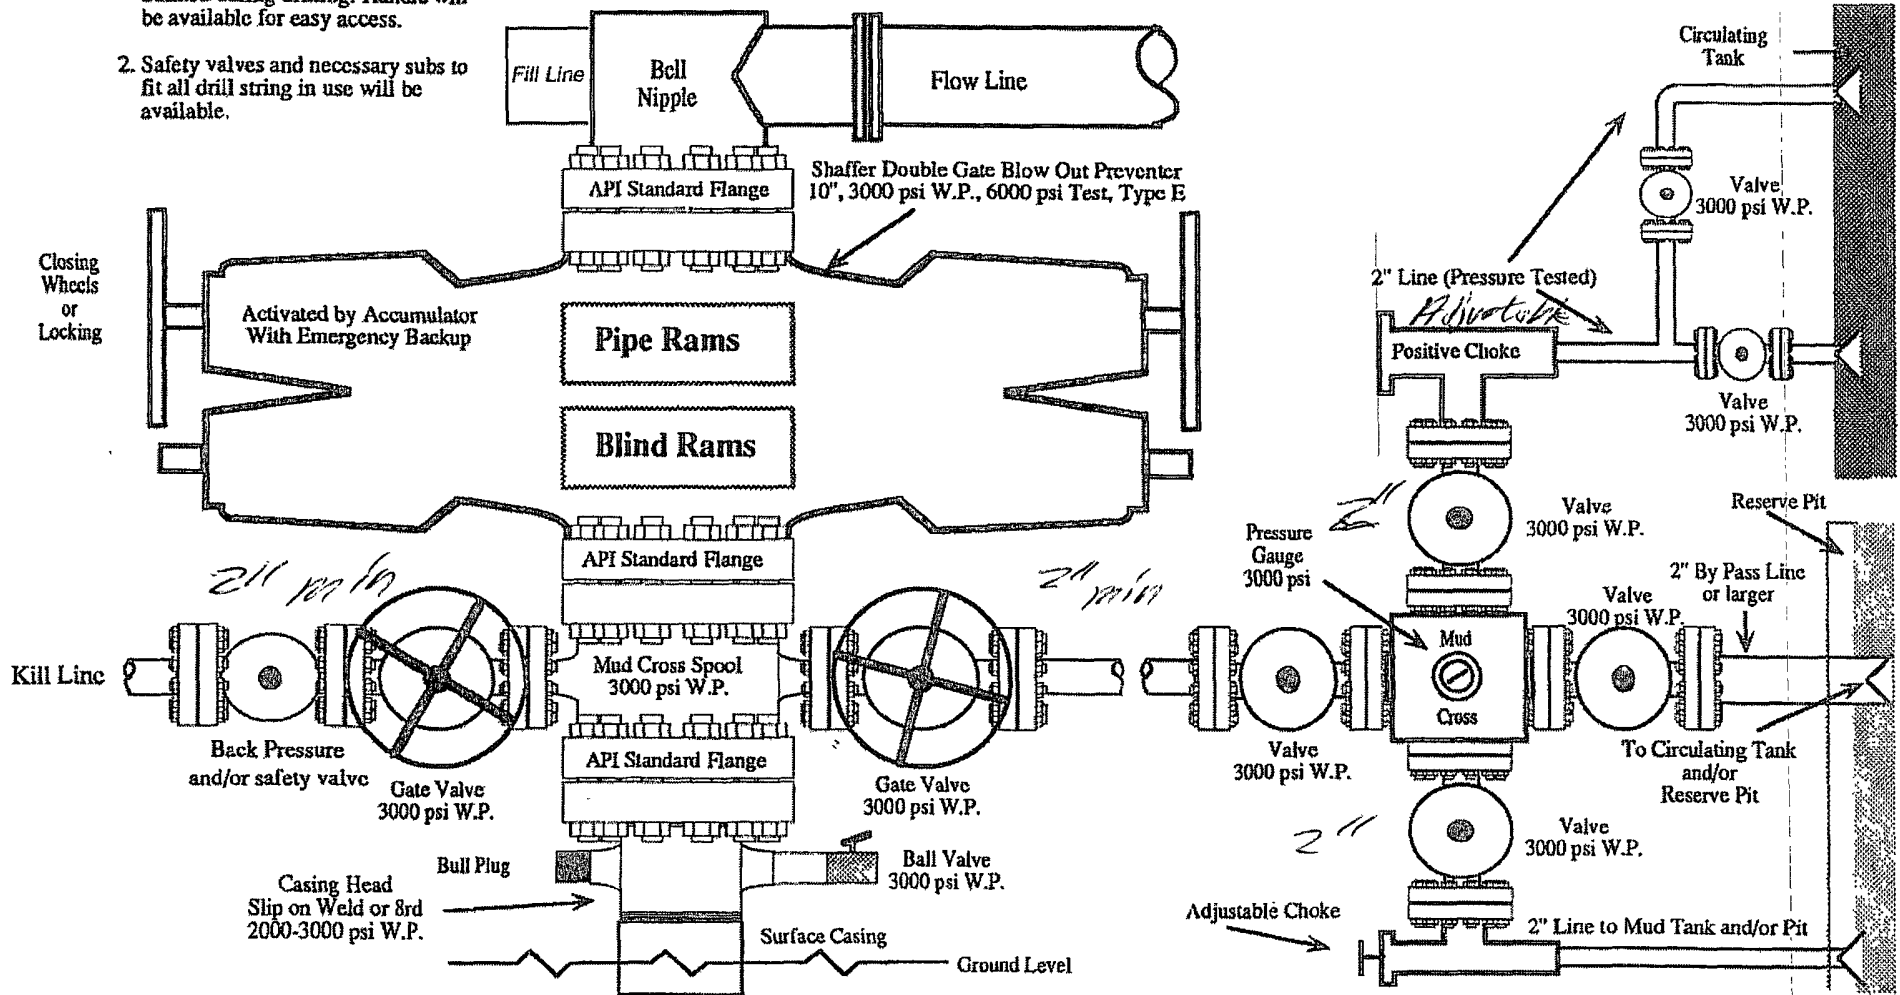 be available for easy access.
2. Safety valves and necessary subs to
fit all drill string in use will be
available.
Fill Line
Bell
Nipple
Flow Line
Circulating
Tank
API Standard Flange
Shaffer Double Gate Blow Out Preventer
10", 3000 psi W.P., 6000 psi Test, Type E
Valve
3000 psi W.P.
Closing
Wheels
or
Locking
Activated by Accumulator
With Emergency Backup
Pipe Rams
Blind Rams
2" Line (Pressure Tested)
Adjustable
Positive Choke
Valve
3000 psi W.P.
API Standard Flange
2"
Valve
3000 psi W.P.
Reserve Pit
Pressure
Gauge
3000 psi
2" By Pass Line
or larger
2" min
2" min
Valve
3000 psi W.P.
Kill Line
Mud Cross Spool
3000 psi W.P.
Mud
Cross
Back Pressure
and/or safety valve
Gate Valve
3000 psi W.P.
API Standard Flange
Gate Valve
3000 psi W.P.
Valve
3000 psi W.P.
To Circulating Tank
and/or
Reserve Pit
2"
Valve
3000 psi W.P.
Bull Plug
Ball Valve
3000 psi W.P.
Casing Head
Slip on Weld or 8rd
2000-3000 psi W.P.
Adjustable Choke
2" Line to Mud Tank and/or Pit
Surface Casing
Ground Level